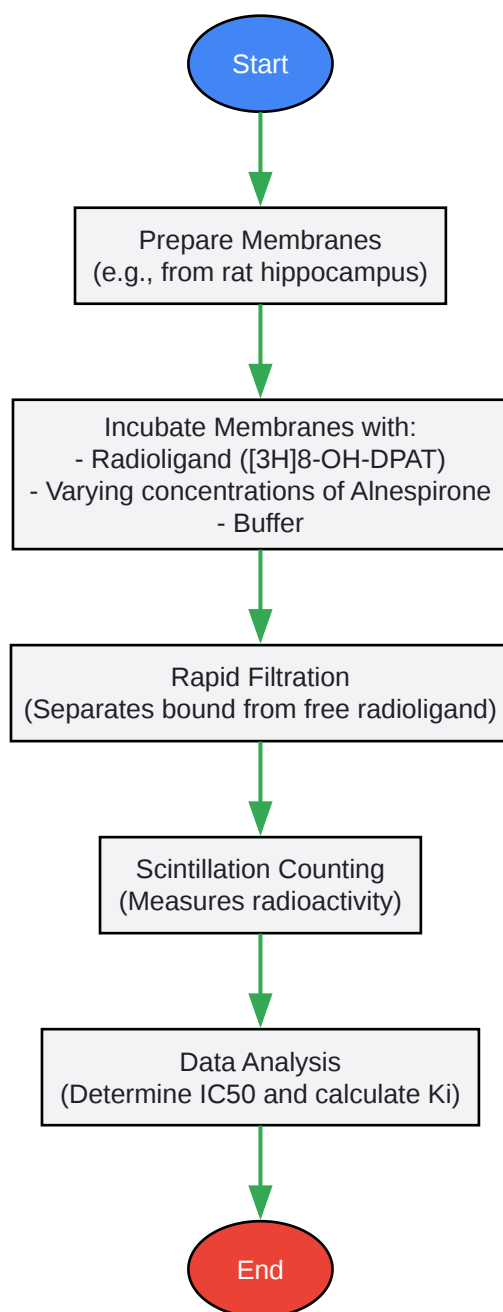 Start
Prepare Membranes
(e.g., from rat hippocampus)
Incubate Membranes with:
- Radioligand ([3H]8-OH-DPAT)
- Varying concentrations of Alnespirone
- Buffer
Rapid Filtration
(Separates bound from free radioligand)
Scintillation Counting
(Measures radioactivity)
Data Analysis
(Determine IC50 and calculate Ki)
End